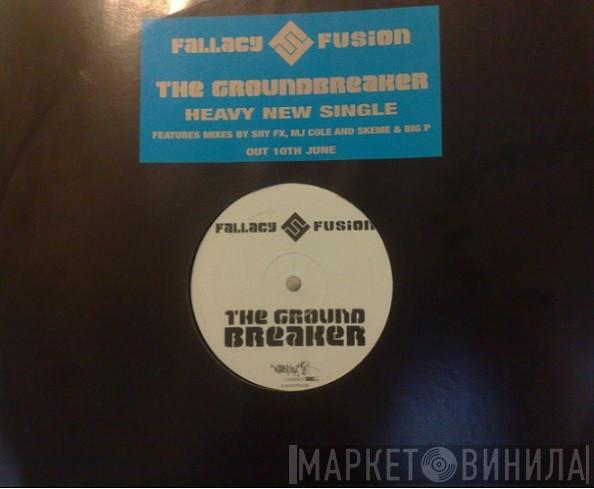 FALLACY FUSION
THE GROUNDBREAKER
HEAVY NEW SINGLE
FEATURES MIXES BY SHY FX, MJ COLE AND SKEME & BIG P
OUT 10TH JUNE
FALLACY FUSION
THE GROUND
BREAKER
МАРКЕТ ВИНИЛА